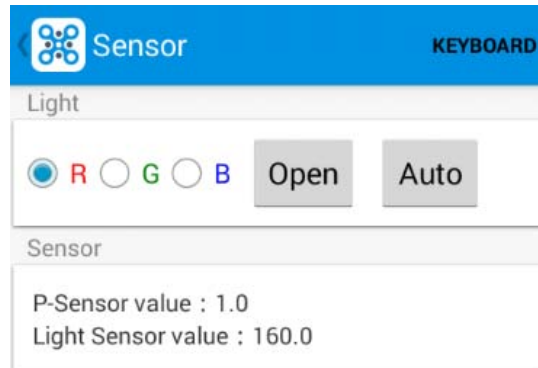 Sensor KEYBOARD
Light
R G B Open Auto
Sensor
P-Sensor value : 1.0
Light Sensor value : 160.0